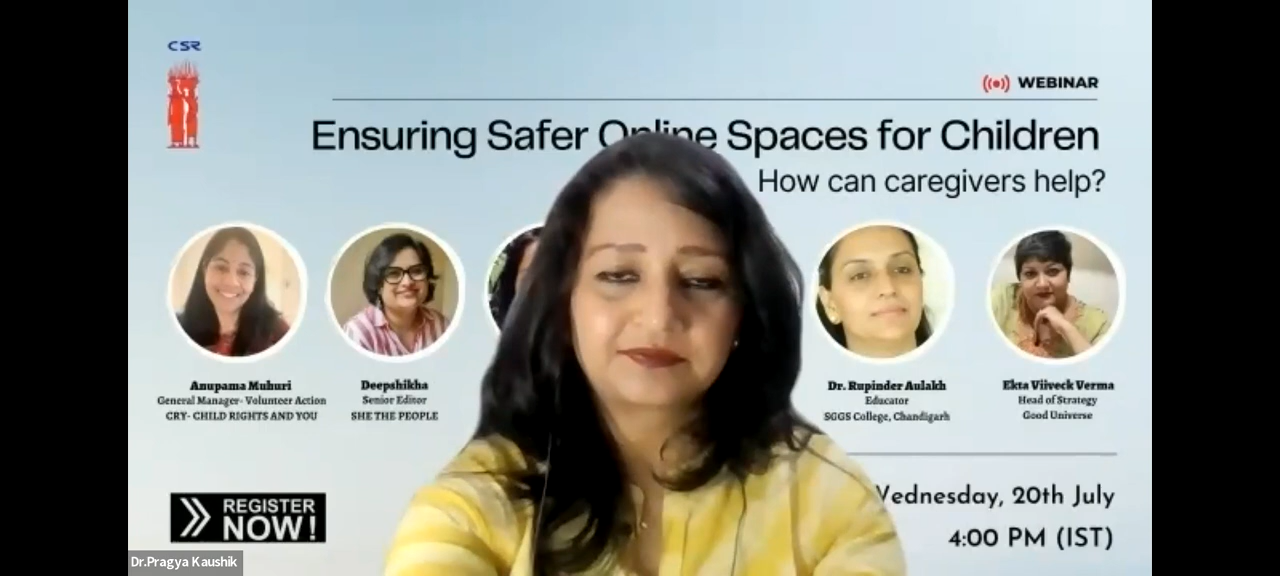 CSR
WEBINAR
Ensuring Safer Online Spaces for Children
How can caregivers help?
Anupama Muhuri
General Manager- Volunteer Action
CRY- CHILD RIGHTS AND YOU
Deepshikha
Senior Editor
SHE THE PEOPLE
Dr. Rupinder Aulakh
Educator
SGGS College, Chandigarh
Ekta Viiveck Verma
Head of Strategy
Good Universe
REGISTER
NOW!
Wednesday, 20th July
4:00 PM (IST)
Dr.Pragya Kaushik